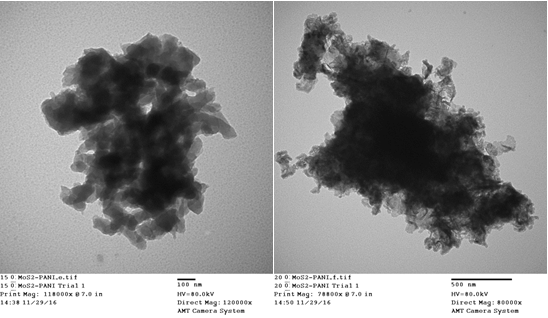 15 0. MoS2-PANI.e.tif
15 0. MoS2-PANI Trial 1
Print Mag: 118000x @ 7.0 in
14:38 11/29/16
100 nm
HV=80.0kV
Direct Mag: 120000x
AMT Camera System
20 0. MoS2-PANI.f.tif
20 0. MoS2-PANI Trial 1
Print Mag: 78800x @ 7.0 in
14:50 11/29/16
500 nm
HV=80.0kV
Direct Mag: 80000x
AMT Camera System